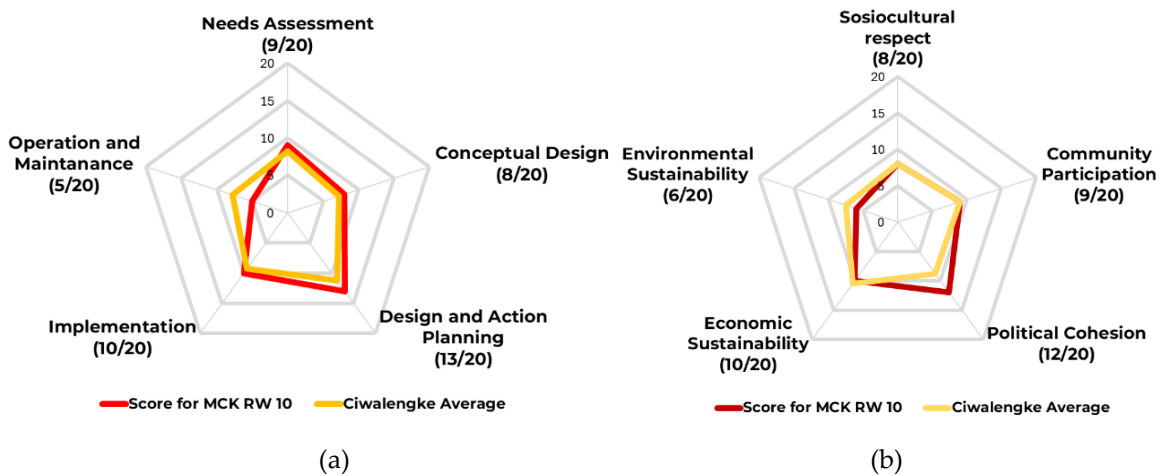 Needs Assessment
(9/20)
20
15
10
5
0
Operation and
Maintanance
(5/20)
Conceptual Design
(8/20)
Implementation
(10/20)
Design and Action
Planning
(13/20)
Score for MCK RW 10
Ciwalengke Average
(a)
Sosiocultural
respect
(8/20)
20
15
10
5
0
Environmental
Sustainability
(6/20)
Community
Participation
(9/20)
Economic
Sustainability
(10/20)
Political Cohesion
(12/20)
Score for MCK RW 10
Ciwalengke Average
(b)